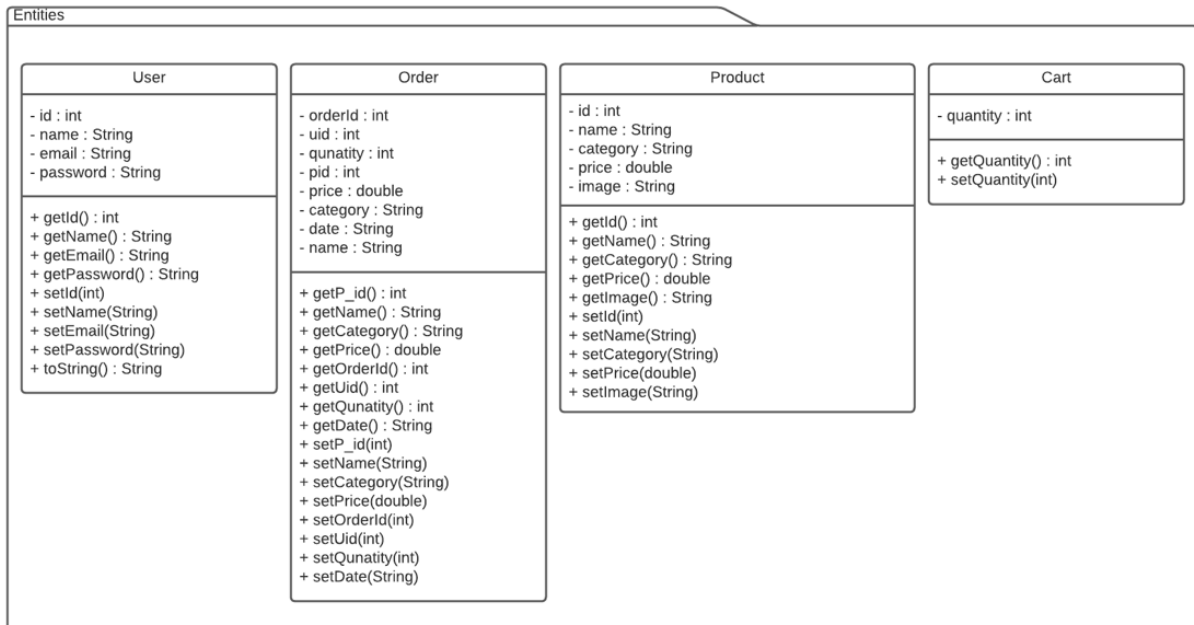 Entities
User
- id : int
- name : String
- email : String
- password : String
+ getId() : int
+ getName() : String
+ getEmail() : String
+ getPassword() : String
+ setId(int)
+ setName(String)
+ setEmail(String)
+ setPassword(String)
+ toString() : String
Order
- orderId : int
- uid : int
- qunatity : int
- pid : int
- price : double
- category : String
- date : String
- name : String
+ getP_id() : int
+ getName() : String
+ getCategory() : String
+ getPrice() : double
+ getOrderId() : int
+ getUid() : int
+ getQunatity() : int
+ getDate() : String
+ setP_id(int)
+ setName(String)
+ setCategory(String)
+ setPrice(double)
+ setOrderId(int)
+ setUid(int)
+ setQunatity(int)
+ setDate(String)
Product
- id : int
- name : String
- category : String
- price : double
- image : String
+ getId() : int
+ getName() : String
+ getCategory() : String
+ getPrice() : double
+ getImage() : String
+ setId(int)
+ setName(String)
+ setCategory(String)
+ setPrice(double)
+ setImage(String)
Cart
- quantity : int
+ getQuantity() : int
+ setQuantity(int)